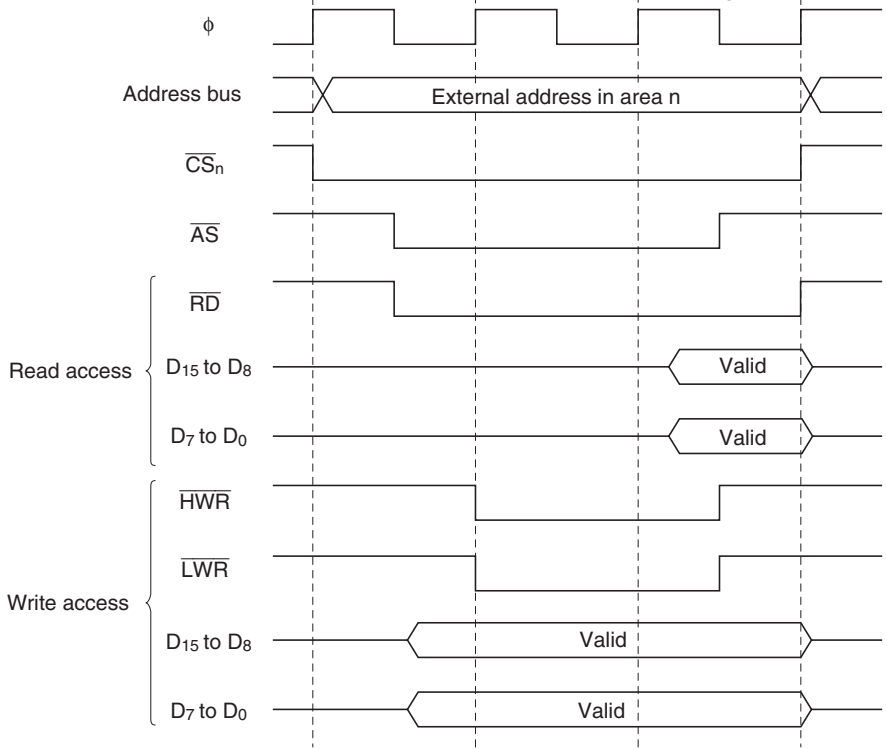 ϕ
Address bus
External address in area n
CSn
AS
RD
Read access
D15 to D8
Valid
D7 to D0
Valid
HWR
LWR
Write access
D15 to D8
Valid
D7 to D0
Valid